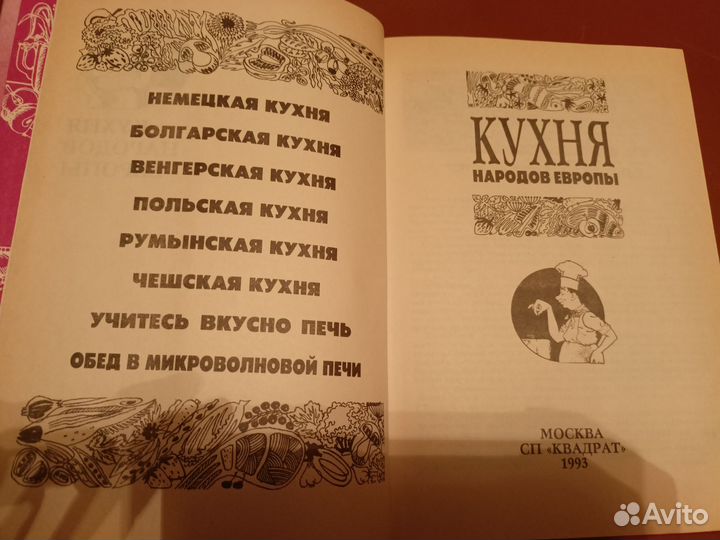 НЕМЕЦКАЯ КУХНЯ
БОЛГАРСКАЯ КУХНЯ
ВЕНГЕРСКАЯ КУХНЯ
ПОЛЬСКАЯ КУХНЯ
РУМЫНСКАЯ КУХНЯ
ЧЕШСКАЯ КУХНЯ
УЧИТЕСЬ ВКУСНО ПЕЧЬ
ОБЕД В МИКРОВОЛНОВОЙ ПЕЧИ
КУХНЯ
НАРОДОВ ЕВРОПЫ
МОСКВА
СП «КВАДРАТ»
1993
Avito